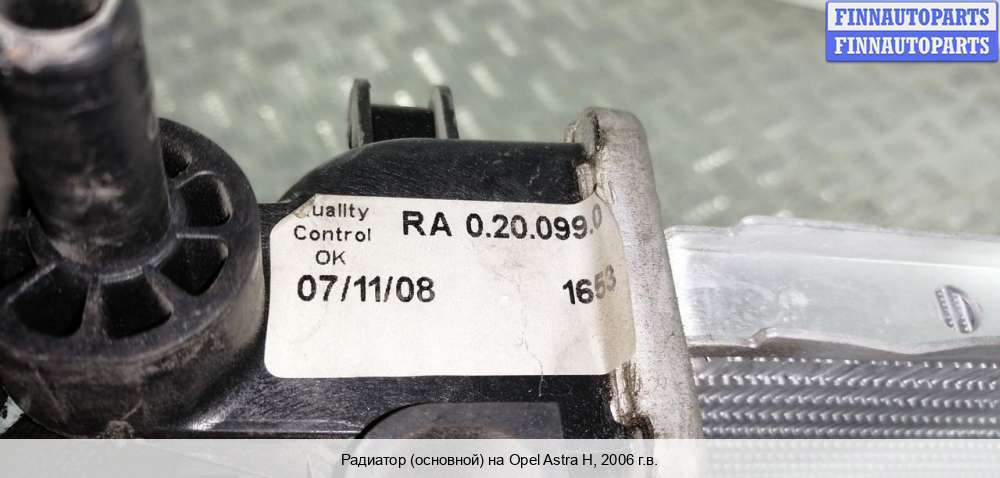 FINNAUTOPARTS
FINNAUTOPARTS
Quality
Control
OK
RA 0.20.099.0
07/11/08
1653
Радиатор (основной) на Opel Astra H, 2006 г.в.